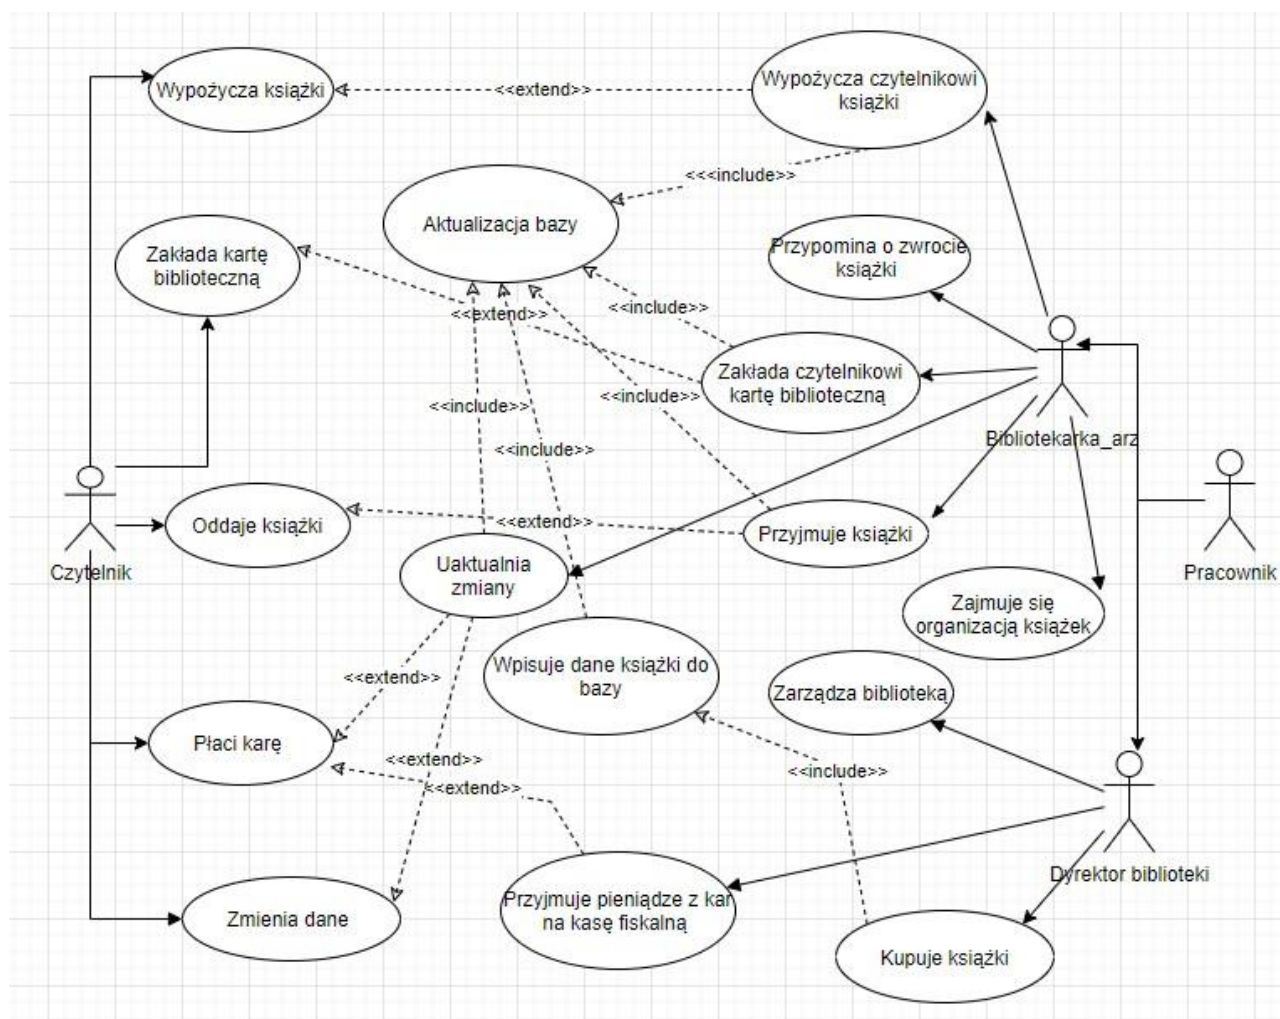 Wypożycza książki
<<extend>>
Wypożycza czytelnikowi
książki
<<<include>>
Aktualizacja bazy
Zakłada kartę
biblioteczną
Przypomina o zwrocie
książki
<<extend>>
<<include>>
Zakłada czytelnikowi
kartę biblioteczną
<<include>>
<<include>>
<<include>>
Bibliotekarka_arz
Oddaje książki
<<extend>>
Przyjmuje książki
Czytelnik
Uaktualnia
zmiany
Pracownik
Zajmuje się
organizacją książek
<<extend>>
Wpisuje dane książki do
bazy
Zarządza biblioteką
Płaci karę
<<extend>>
<<extend>>
<<include>>
Dyrektor biblioteki
Przyjmuje pieniądze z kar
na kasę fiskalną
Zmienia dane
Kupuje książki